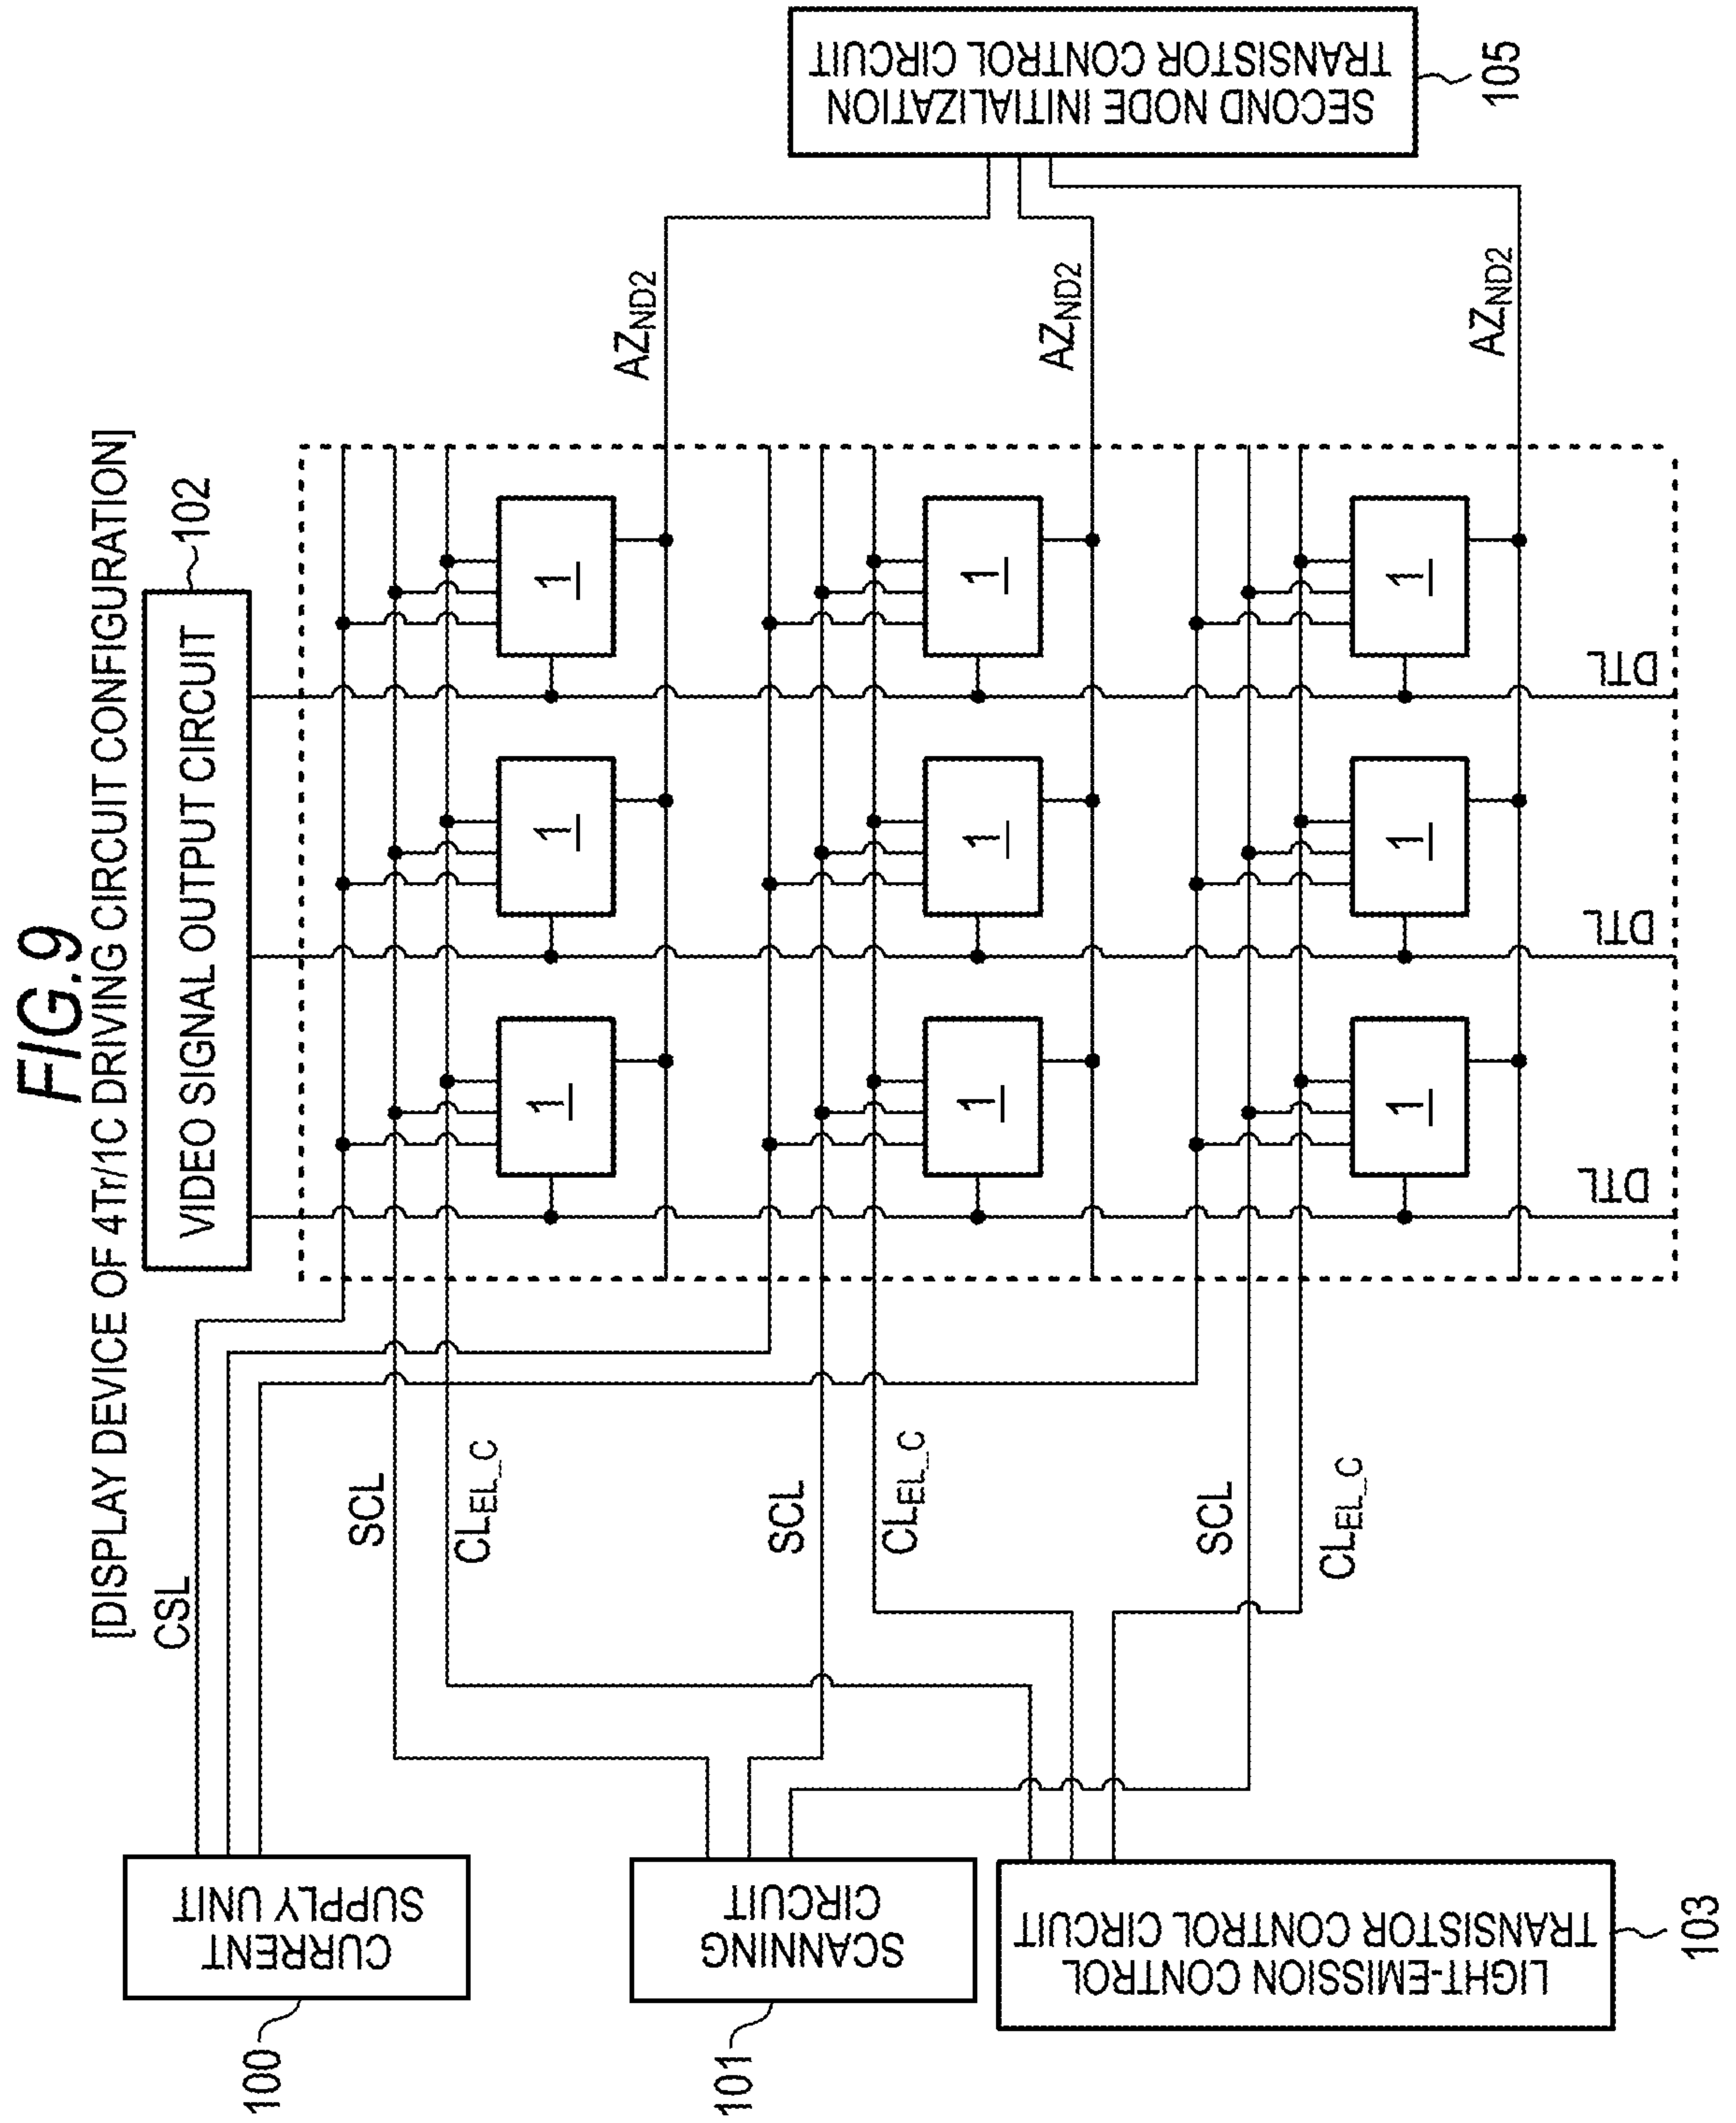 FIG.9
[DISPLAY DEVICE OF 4Tr/1C DRIVING CIRCUIT CONFIGURATION]
VIDEO SIGNAL OUTPUT CIRCUIT
102
100
CURRENT
SUPPLY UNIT
CSL
101
SCANNING
CIRCUIT
SCL
SCL
SCL
LIGHT-EMISSION CONTROL
TRANSISTOR CONTROL CIRCUIT
103
CLEL_C
CLEL_C
CLEL_C
1
1
1
1
1
1
1
1
1
DTL
DTL
DTL
AZND2
AZND2
AZND2
SECOND NODE INITIALIZATION
TRANSISTOR CONTROL CIRCUIT
105